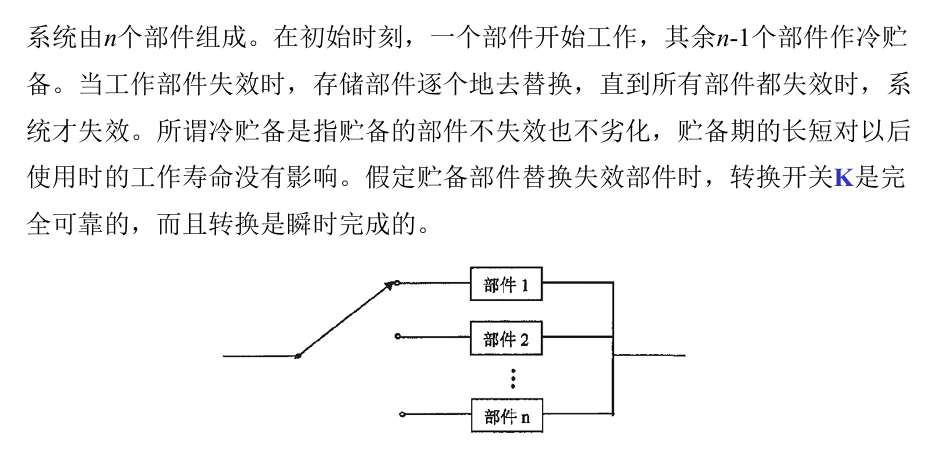 系统由n个部件组成。在初始时刻，一个部件开始工作，其余n-1个部件作冷贮
备。当工作部件失效时，存储部件逐个地去替换，直到所有部件都失效时，系
统才失效。所谓冷贮备是指贮备的部件不失效也不劣化，贮备期的长短对以后
使用时的工作寿命没有影响。假定贮备部件替换失效部件时，转换开关K是完
全可靠的，而且转换是瞬时完成的。
部件 1
部件 2
部件 n